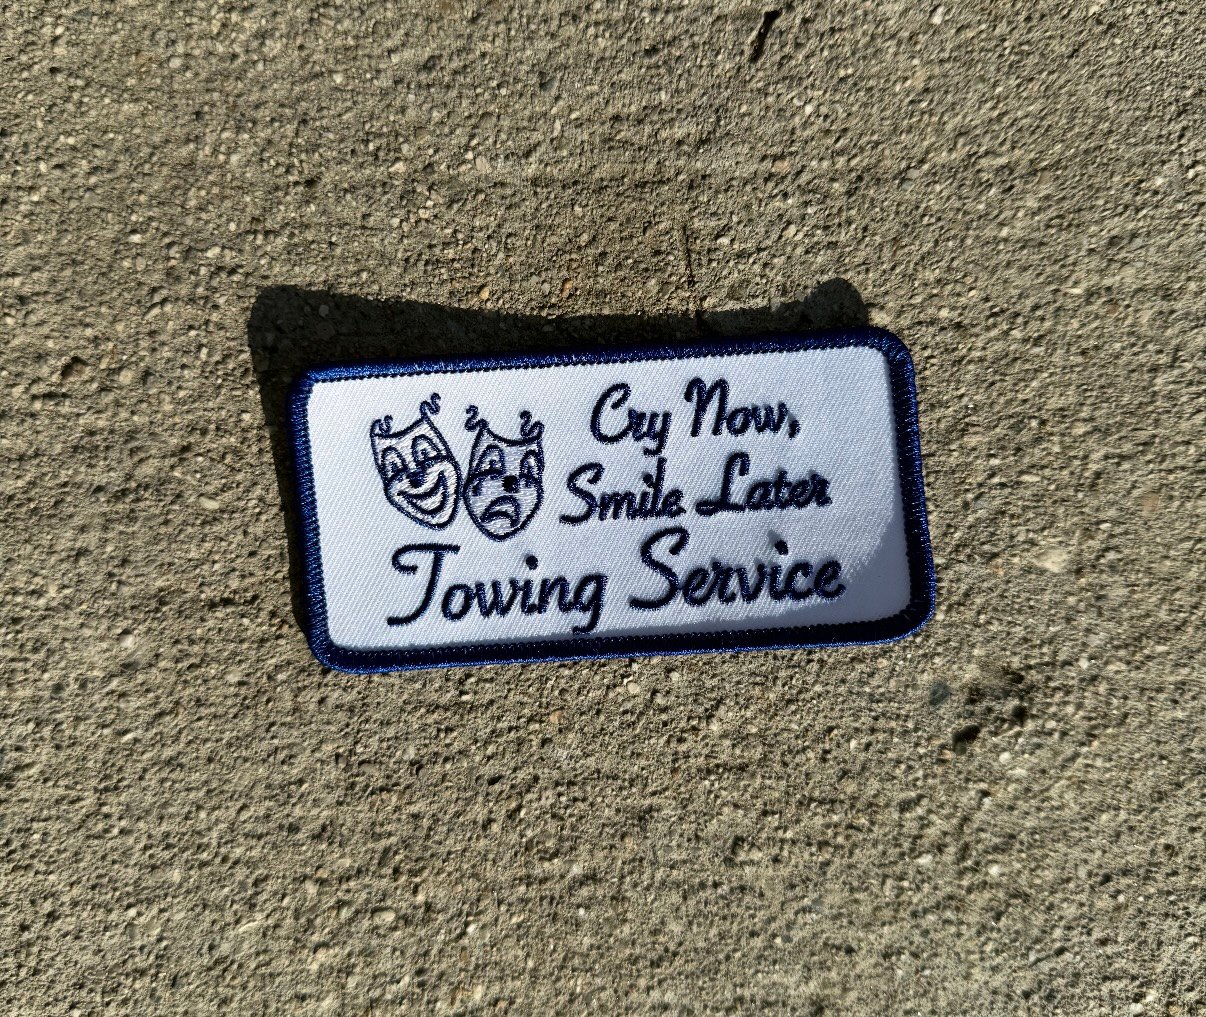 Cry Now,
Smile Later
Towing Service